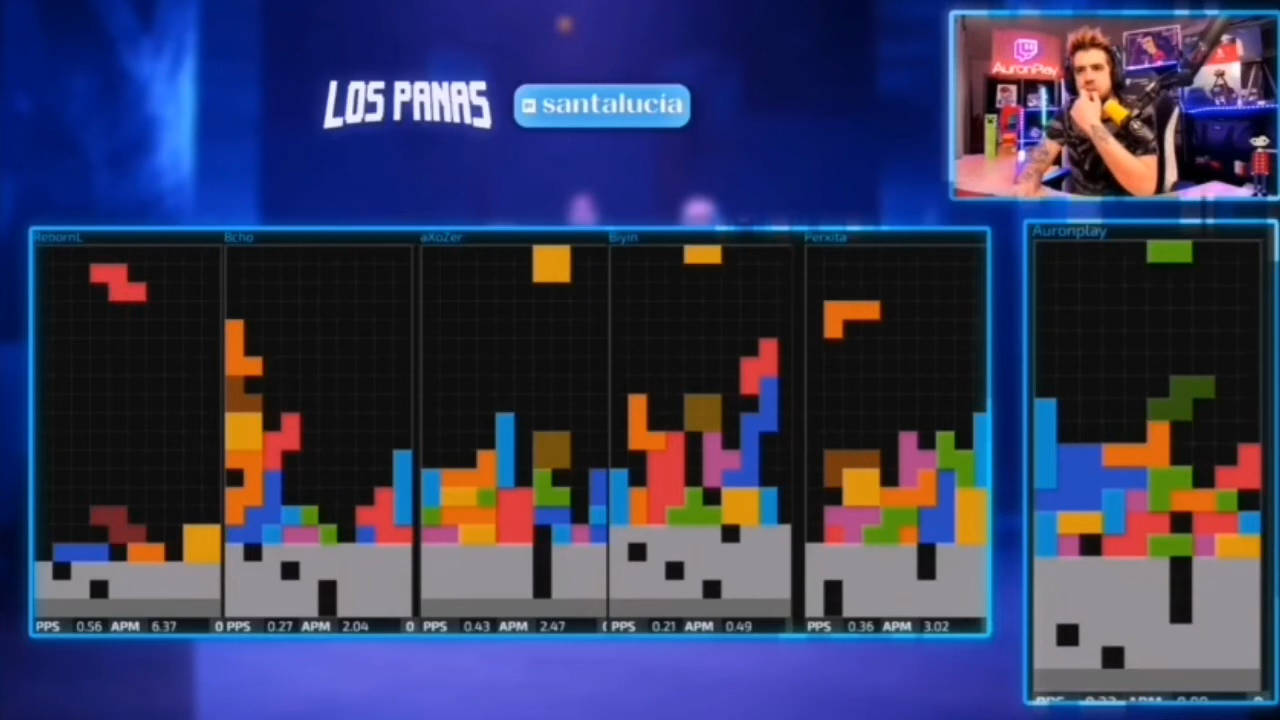 LOS PANAS
santalucía
AuronPlay
RebornL
Bcho
aXoZer
Biyin
Perxita
Auronplay
PPS 0.56 APM 6.37 0
PPS 0.27 APM 2.04 0
PPS 0.43 APM 2.47
PPS 0.21 APM 0.49
PPS 0.36 APM 3.02